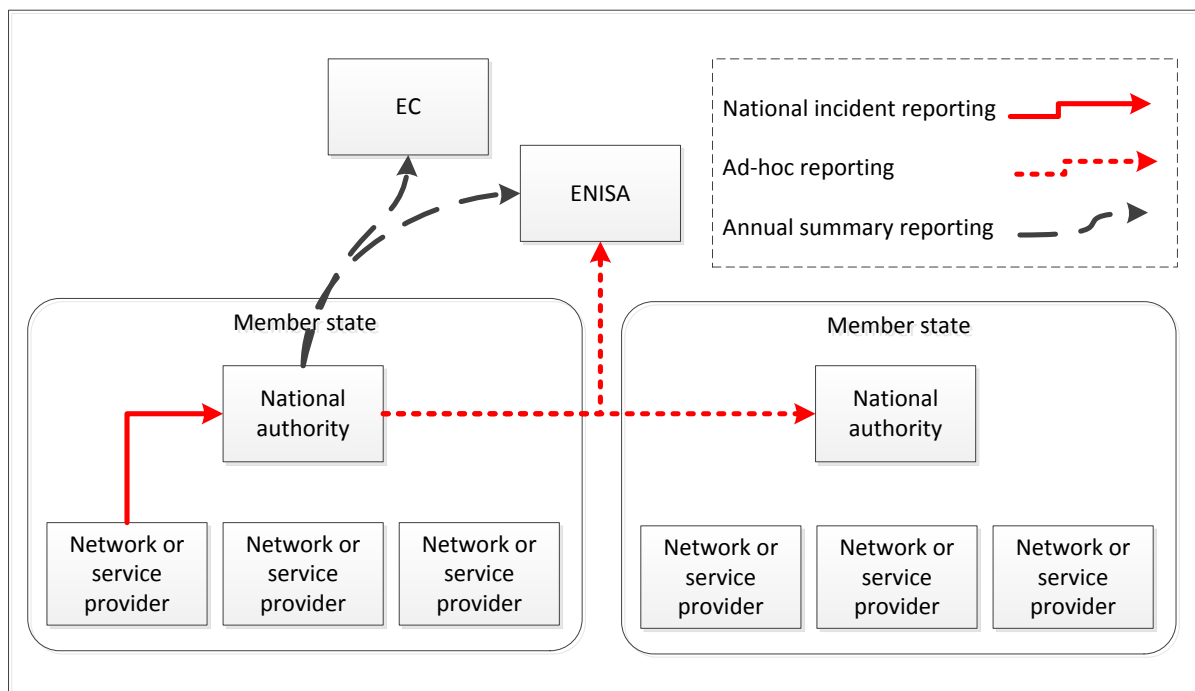 EC
ENISA
National incident reporting
Ad-hoc reporting
Annual summary reporting
Member state
National
authority
Network or
service
provider
Network or
service
provider
Network or
service
provider
Member state
National
authority
Network or
service
provider
Network or
service
provider
Network or
service
provider